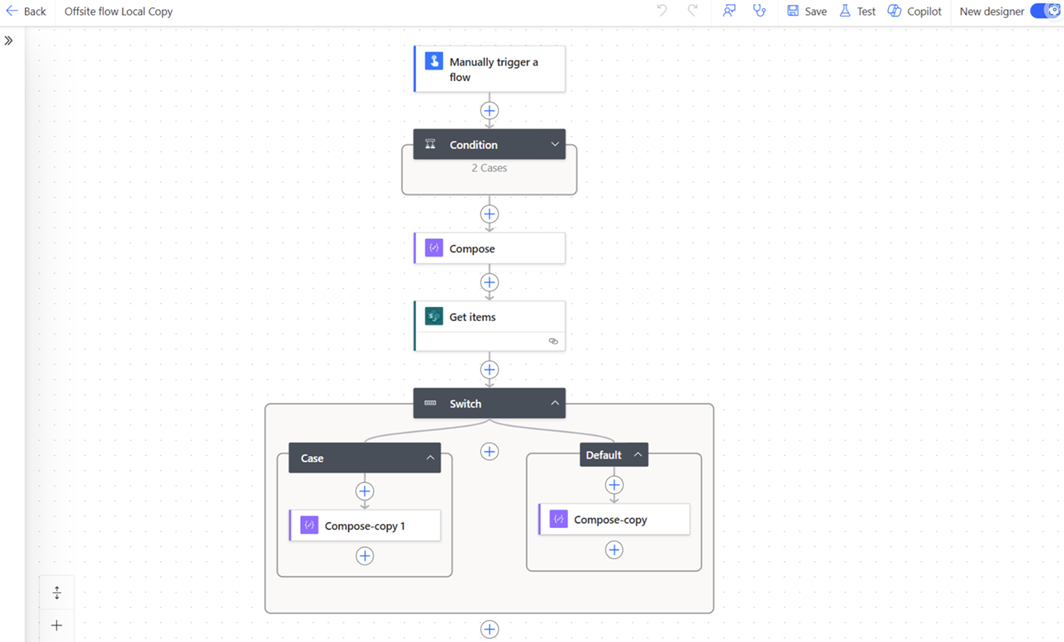 Back
Offsite flow Local Copy
Save
Test
Copilot
New designer
Manually trigger a
flow
Condition
2 Cases
Compose
Get items
Switch
Case
Default
Compose-copy 1
Compose-copy